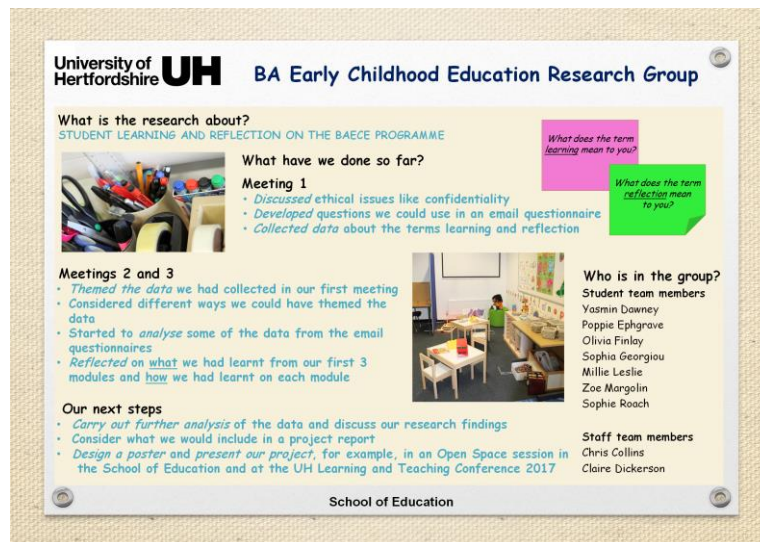 University of
Hertfordshire UH
BA Early Childhood Education Research Group
What is the research about?
STUDENT LEARNING AND REFLECTION ON THE BAECE PROGRAMME
What does the term
learning mean to you?
What does the term
reflection mean
to you?
What have we done so far?
Meeting 1
• Discussed ethical issues like confidentiality
• Developed questions we could use in an email questionnaire
• Collected data about the terms learning and reflection
Meetings 2 and 3
• Themed the data we had collected in our first meeting
• Considered different ways we could have themed the
data
• Started to analyse some of the data from the email
questionnaires
• Reflected on what we had learnt from our first 3
modules and how we had learnt on each module
Who is in the group?
Student team members
Yasmin Dawney
Poppie Ephgrave
Olivia Finlay
Sophia Georgiou
Millie Leslie
Zoe Margolin
Sophie Roach
Staff team members
Chris Collins
Claire Dickerson
Our next steps
• Carry out further analysis of the data and discuss our research findings
• Consider what we would include in a project report
• Design a poster and present our project, for example, in an Open Space session in
the School of Education and at the UH Learning and Teaching Conference 2017
School of Education